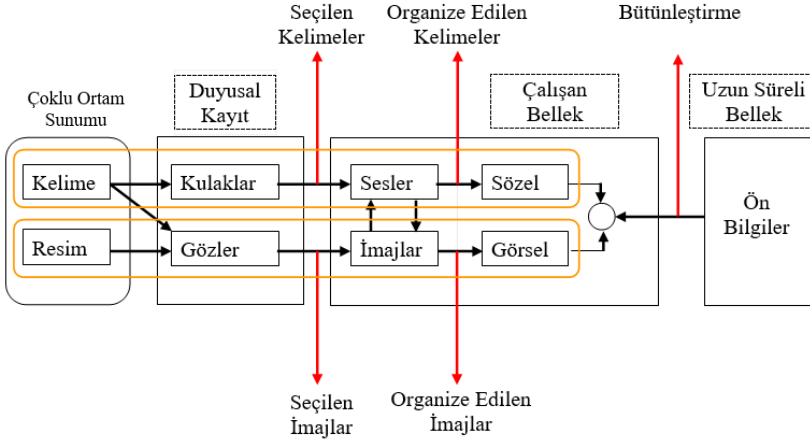 Seçilen
Kelimeler
Organize Edilen
Kelimeler
Bütünleştirme
Çoklu Ortam
Sunumu
Duyusal
Kayıt
Çalışan
Bellek
Uzun Süreli
Bellek
Kelime
Kulaklar
Sesler
Sözel
Resim
Gözler
İmajlar
Görsel
Ön
Bilgiler
Seçilen
İmajlar
Organize Edilen
İmajlar